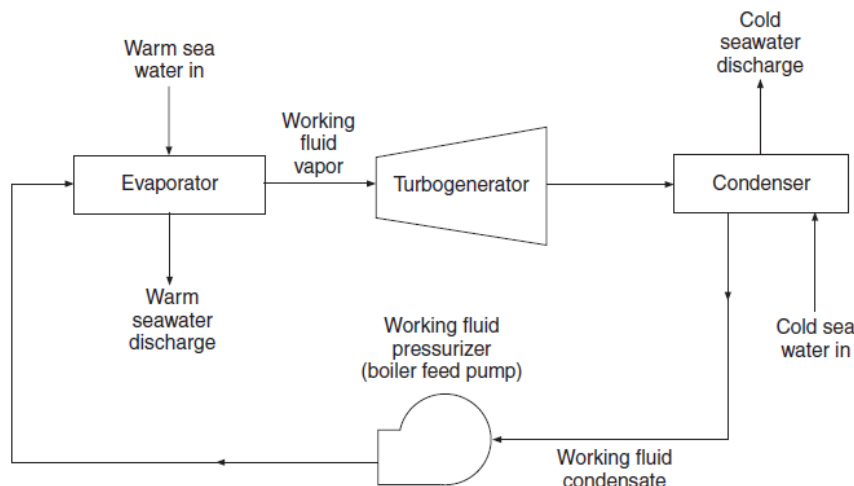 Warm sea
water in
Cold
seawater
discharge
Working
fluid
vapor
Evaporator
Turbogenerator
Condenser
Warm
seawater
discharge
Working fluid
pressurizer
(boiler feed pump)
Cold sea
water in
Working fluid
condensate